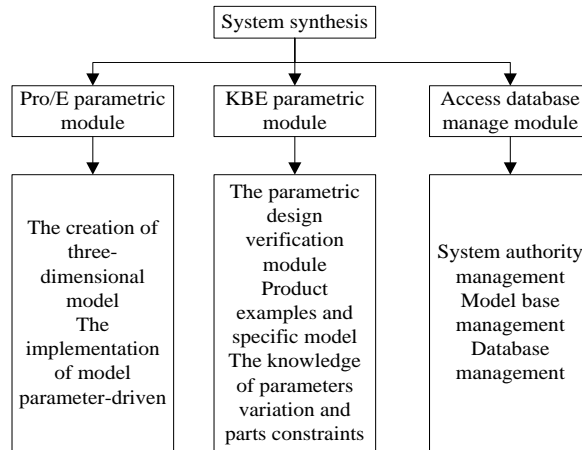 System synthesis
Pro/E parametric
module
KBE parametric
module
Access database
manage module
The creation of
three-
dimensional
model
The
implementation
of model
parameter-driven
The parametric
design
verification
module
Product
examples and
specific model
The knowledge
of parameters
variation and
parts constraints
System authority
management
Model base
management
Database
management